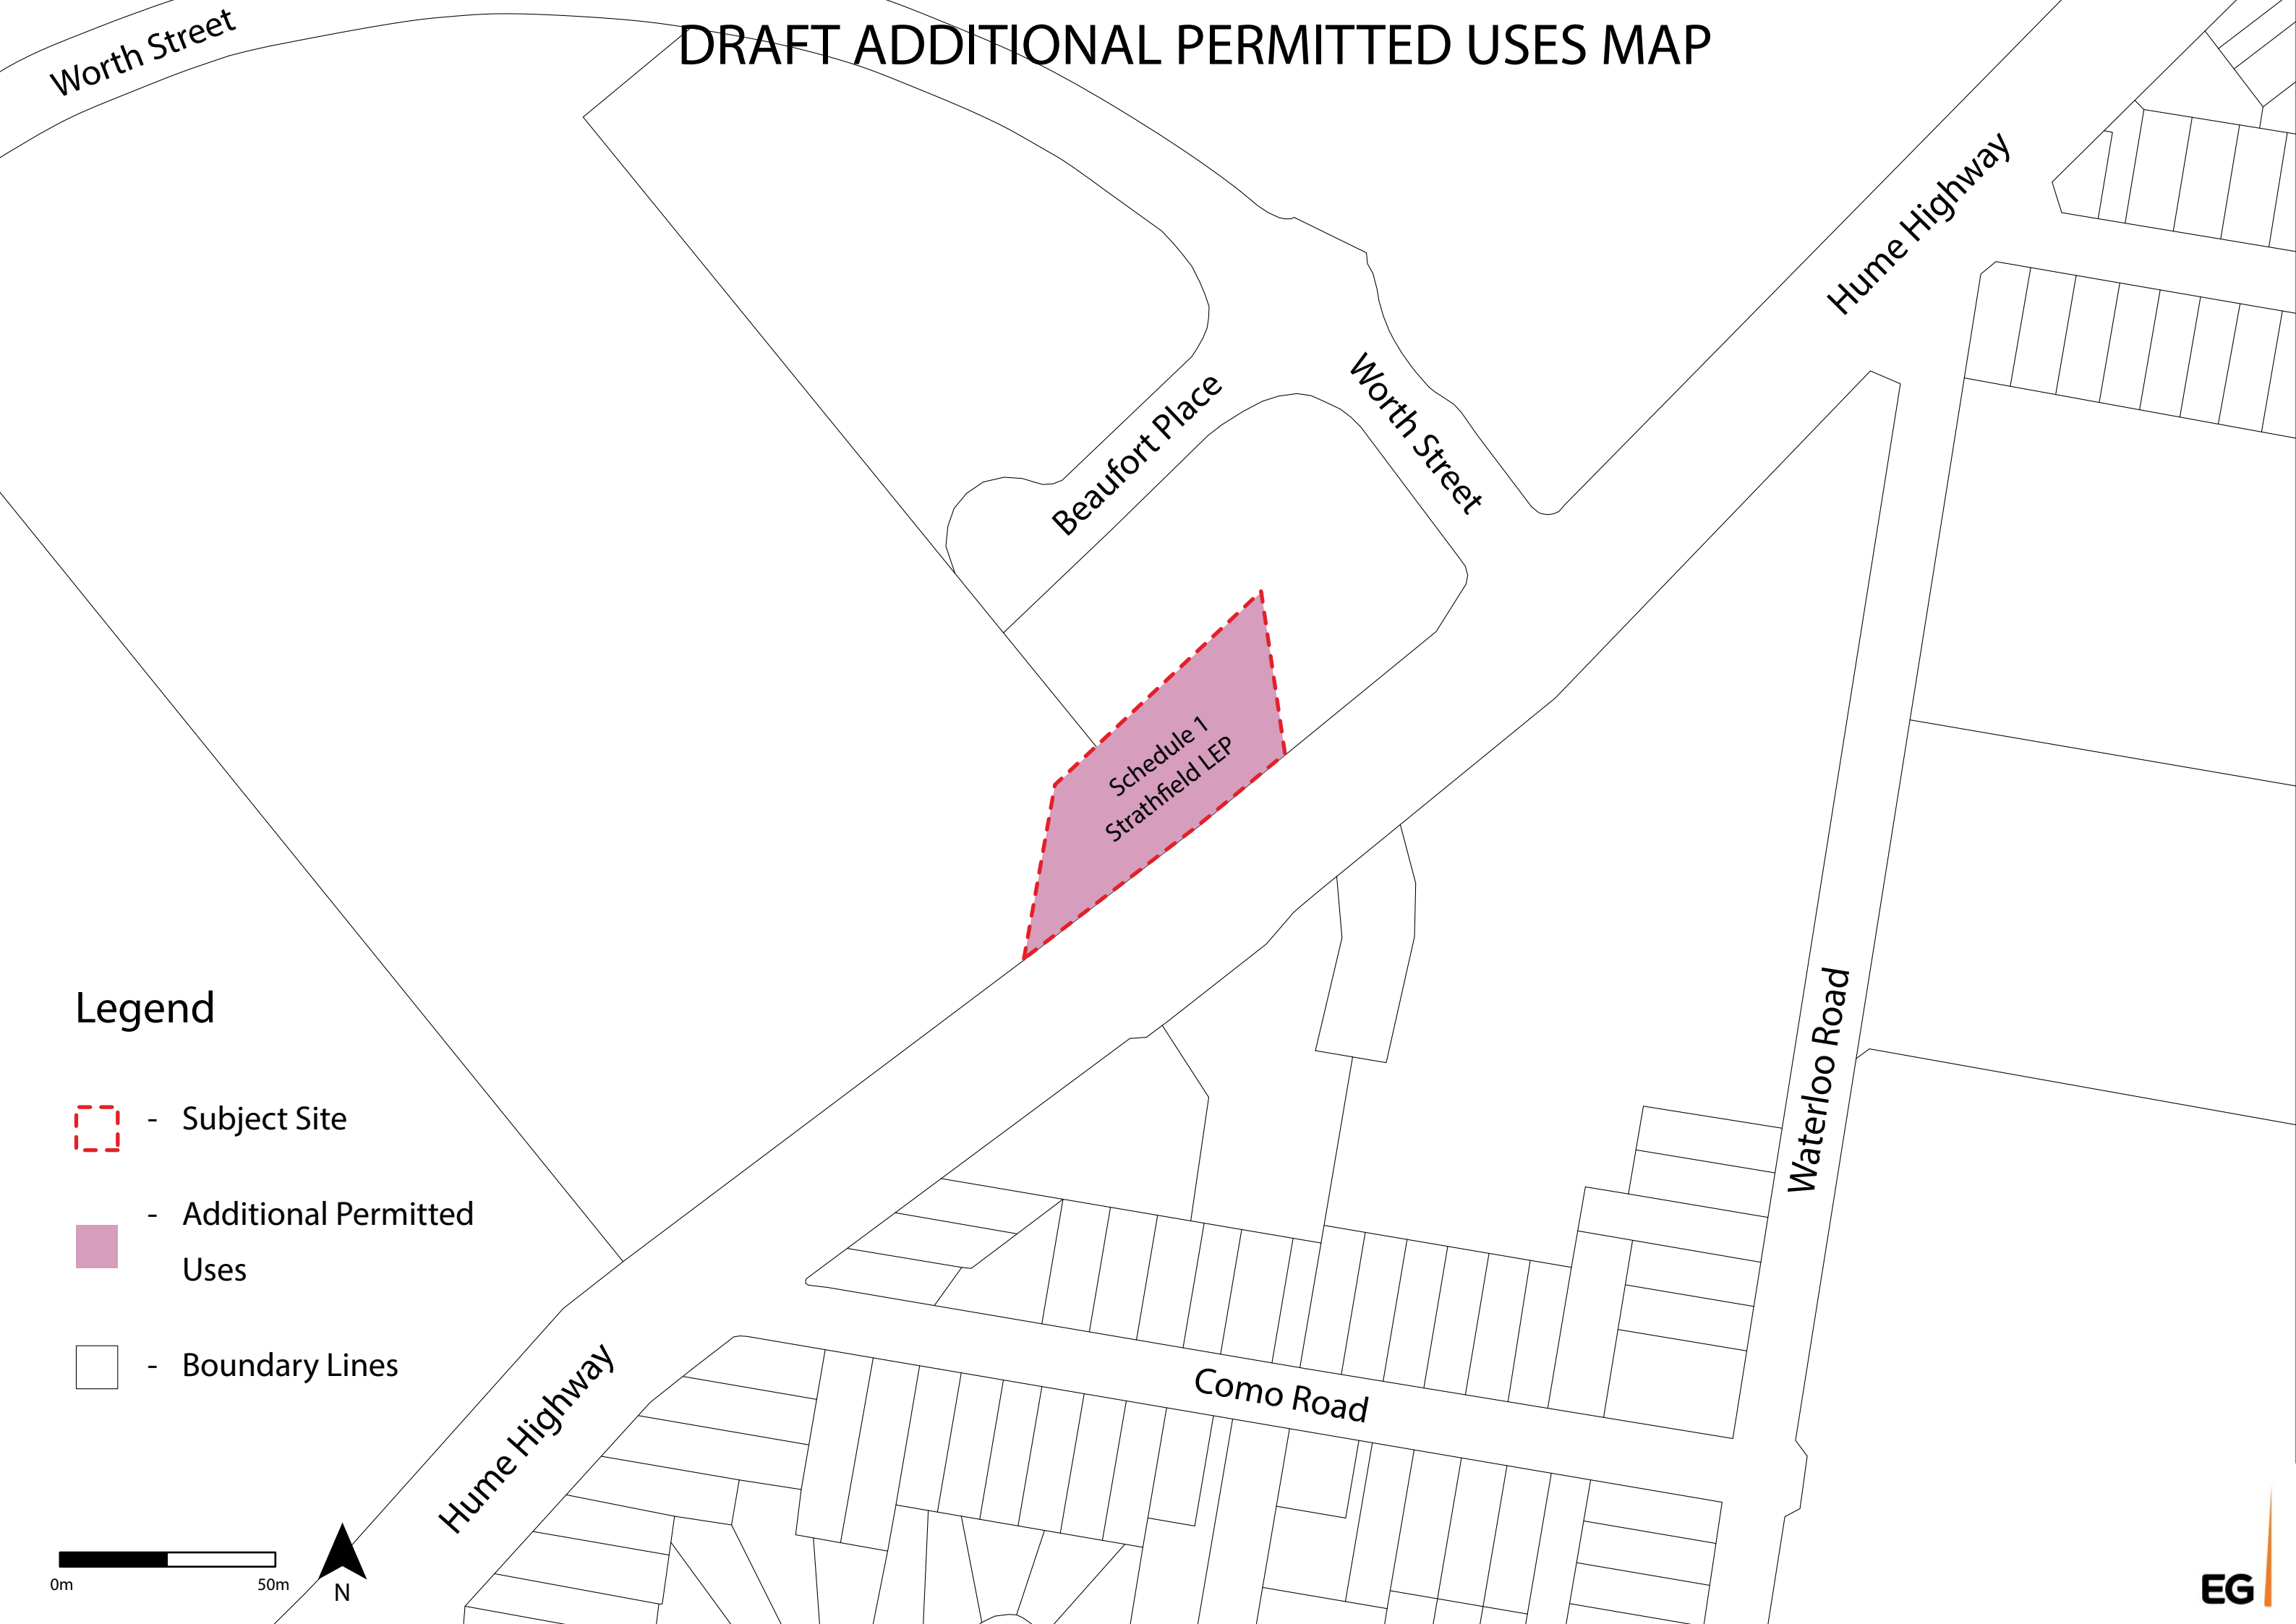 DRAFT ADDITIONAL PERMITTED USES MAP
Worth Street
Hume Highway
Worth Street
Beaufort Place
Schedule 1
Strathfield LEP
Waterloo Road
Como Road
Hume Highway
Legend
- Subject Site
- Additional Permitted
Uses
- Boundary Lines
0m 50m
N
EG